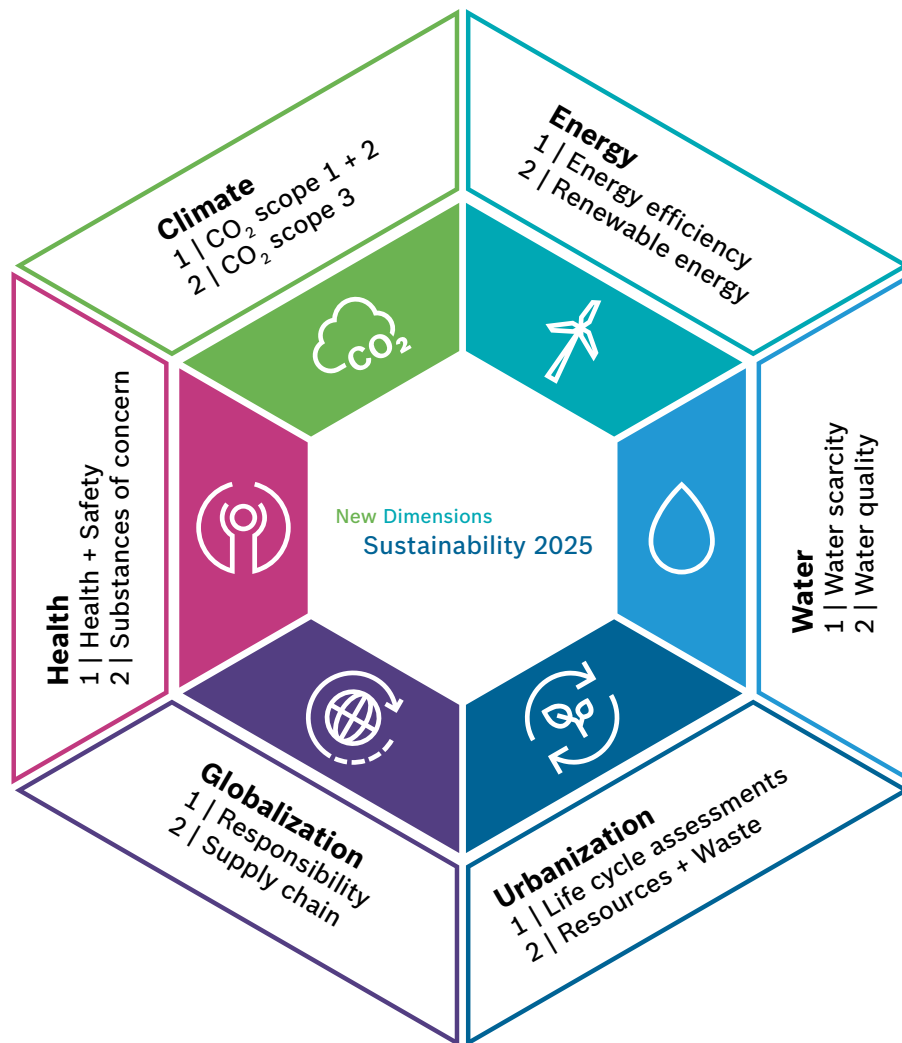 Climate
1 | CO₂ scope 1 + 2
2 | CO₂ scope 3
CO₂
Energy
1 | Energy efficiency
2 | Renewable energy
Water
1 | Water scarcity
2 | Water quality
Urbanization
1 | Life cycle assessments
2 | Resources + Waste
Globalization
1 | Responsibility
2 | Supply chain
Health
1 | Health + Safety
2 | Substances of concern
New Dimensions
Sustainability 2025